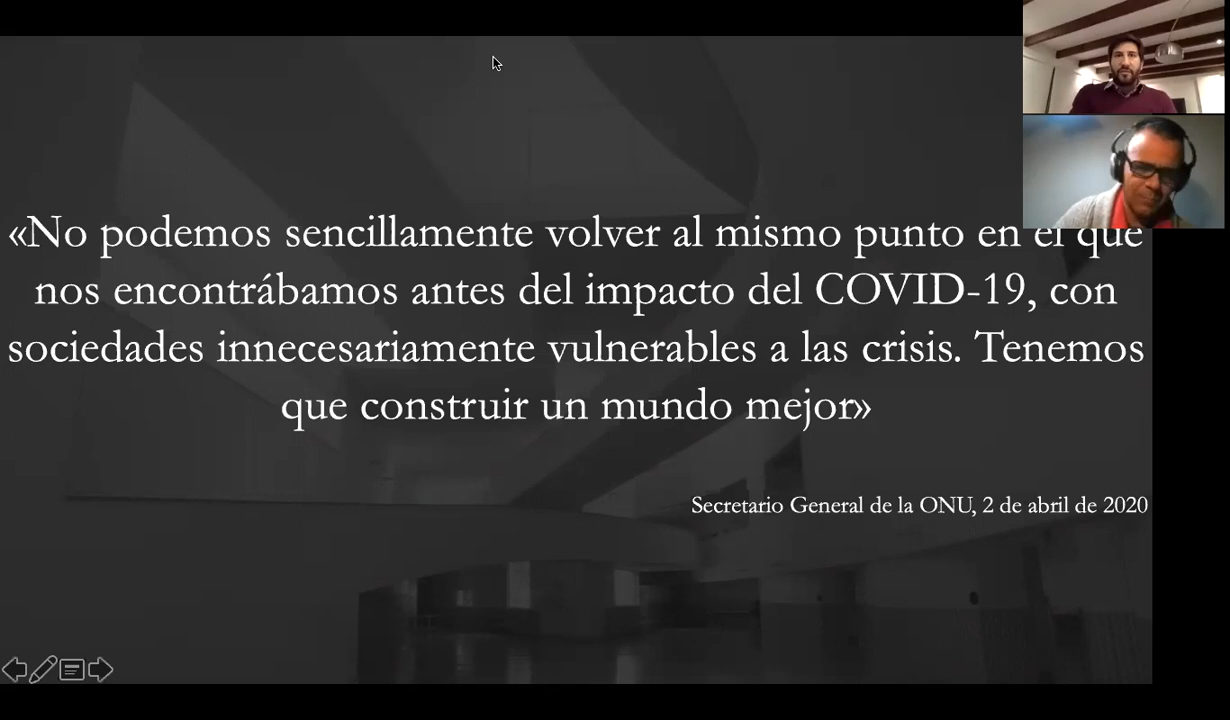 «No podemos sencillamente volver al mismo punto en el que
nos encontrábamos antes del impacto del COVID-19, con
sociedades innecesariamente vulnerables a las crisis. Tenemos
que construir un mundo mejor»
Secretario General de la ONU, 2 de abril de 2020